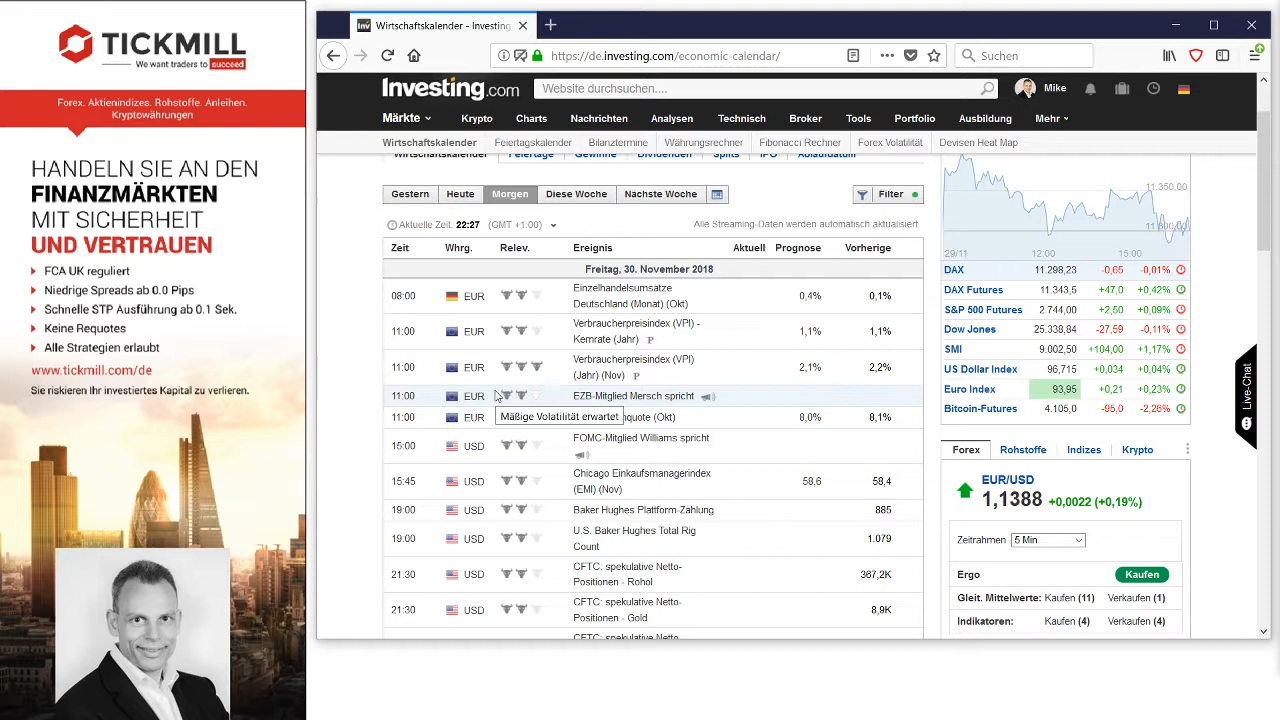 TICKMILL
We want traders to succeed
Forex. Aktienindizes. Rohstoffe. Anleihen.
Kryptowährungen
HANDELN SIE AN DEN
FINANZMÄRKTEN
MIT SICHERHEIT
UND VERTRAUEN
FCA UK reguliert
Niedrige Spreads ab 0.0 Pips
Schnelle STP Ausführung ab 0.1 Sek.
Keine Requotes
Alle Strategien erlaubt
www.tickmill.com/de
Sie riskieren Ihr investiertes Kapital zu verlieren.
Inv Wirtschaftskalender - Investing.
https://de.investing.com/economic-calendar/
Suchen
Investing.com
Website durchsuchen....
Mike
Märkte Krypto Charts Nachrichten Analysen Technisch Broker Tools Portfolio Ausbildung Mehr
Wirtschaftskalender Feiertagskalender Bilanztermine Währungsrechner Fibonacci Rechner Forex Volatilität Devisen Heat Map
Wirtschaftskalender Feiertage Gewinne Dividenden Splits IPO Ablaufdatum
Gestern Heute Morgen Diese Woche Nächste Woche Filter
Aktuelle Zeit: 22:27 (GMT +1:00) Alle Streaming-Daten werden automatisch aktualisiert.
Zeit Whrg. Relev. Ereignis Aktuell Prognose Vorherige
Freitag, 30. November 2018
08:00 EUR Einzelhandelsumsätze
Deutschland (Monat) (Okt) 0,4% 0,1%
11:00 EUR Verbraucherpreisindex (VPI) -
Kernrate (Jahr) P 1,1% 1,1%
11:00 EUR Verbraucherpreisindex (VPI)
(Jahr) (Nov) P 2,1% 2,2%
11:00 EUR EZB-Mitglied Mersch spricht
11:00 EUR quote (Okt) 8,0% 8,1%
Mäßige Volatilität erwartet
15:00 USD FOMC-Mitglied Williams spricht
15:45 USD Chicago Einkaufsmanagerindex
(EMI) (Nov) 58,6 58,4
19:00 USD Baker Hughes Plattform-Zählung 885
19:00 USD U.S. Baker Hughes Total Rig
Count 1.079
21:30 USD CFTC: spekulative Netto-
Positionen - Rohöl 367,2K
21:30 USD CFTC: spekulative Netto-
Positionen - Gold 8,9K
CFTC: spekulative Netto-
11.350,00
11.300,00
29/11 12:00 15:00
DAX 11.298,23 -0,65 -0,01%
DAX Futures 11.343,5 +47,0 +0,42%
S&P 500 Futures 2.744,00 +2,50 +0,09%
Dow Jones 25.338,84 -27,59 -0,11%
SMI 9.002,50 +104,00 +1,17%
US Dollar Index 96,715 +0,034 +0,04%
Euro Index 93,95 +0,21 +0,23%
Bitcoin-Futures 4.105,0 -95,0 -2,26%
Forex Rohstoffe Indizes Krypto
EUR/USD
1,1388 +0,0022 (+0,19%)
Zeitrahmen 5 Min
Ergo Kaufen
Gleit. Mittelwerte: Kaufen (11) Verkaufen (1)
Indikatoren: Kaufen (4) Verkaufen (4)
Live-Chat